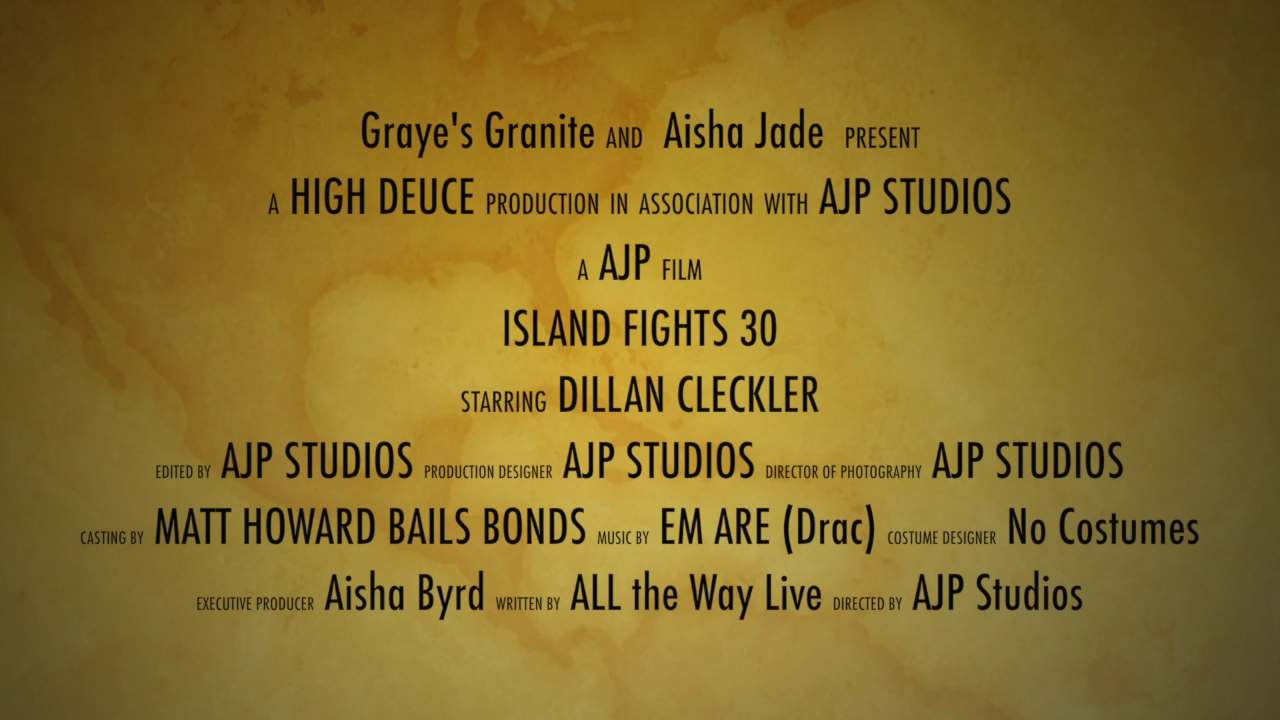 Graye's Granite AND Aisha Jade PRESENT
A HIGH DEUCE PRODUCTION IN ASSOCIATION WITH AJP STUDIOS
A AJP FILM
ISLAND FIGHTS 30
STARRING DILLAN CLECKLER
EDITED BY AJP STUDIOS PRODUCTION DESIGNER AJP STUDIOS DIRECTOR OF PHOTOGRAPHY AJP STUDIOS
CASTING BY MATT HOWARD BAILS BONDS MUSIC BY EM ARE (Drac) COSTUME DESIGNER No Costumes
EXECUTIVE PRODUCER Aisha Byrd WRITTEN BY ALL the Way Live DIRECTED BY AJP Studios